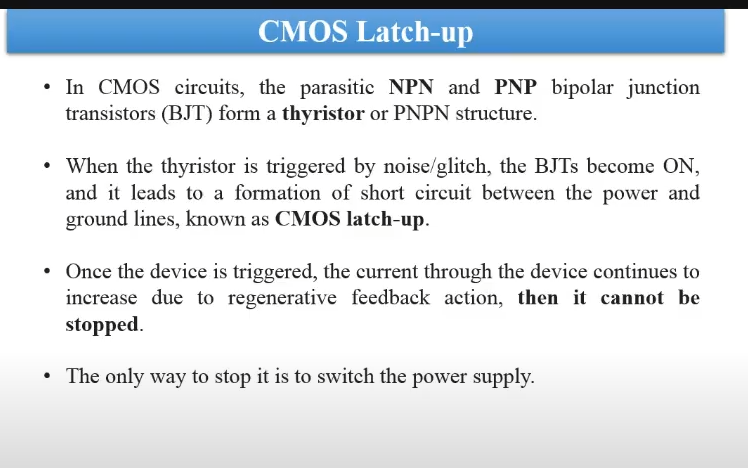 CMOS Latch-up
• In CMOS circuits, the parasitic NPN and PNP bipolar junction
transistors (BJT) form a thyristor or PNPN structure.
• When the thyristor is triggered by noise/glitch, the BJTs become ON,
and it leads to a formation of short circuit between the power and
ground lines, known as CMOS latch-up.
• Once the device is triggered, the current through the device continues to
increase due to regenerative feedback action, then it cannot be
stopped.
• The only way to stop it is to switch the power supply.